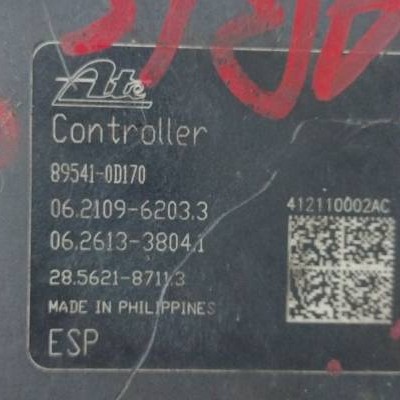 Ate
Controller
89541-0D170
06.2109-6203.3
06.2613-3804.1
412110002AC
28.5621-8711.3
MADE IN PHILIPPINES
ESP